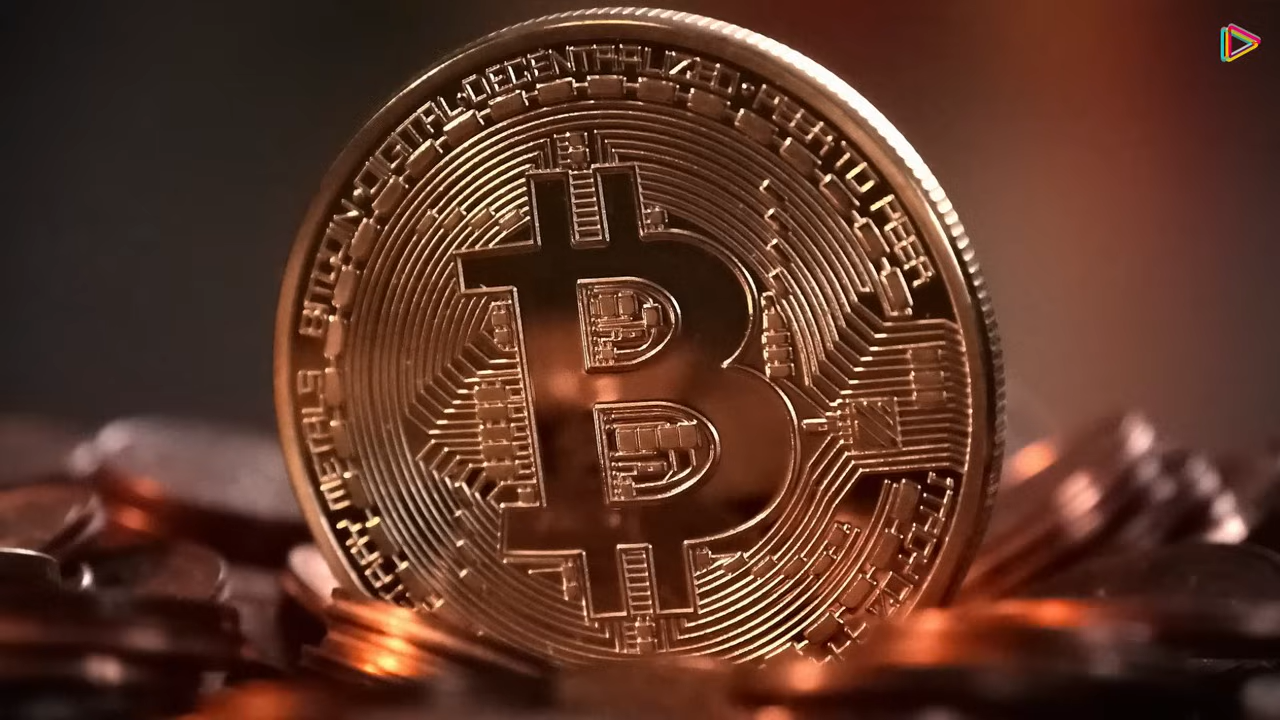 BITCOIN • DIGITAL • DECENTRALIZED • PEER TO PEER
METALS